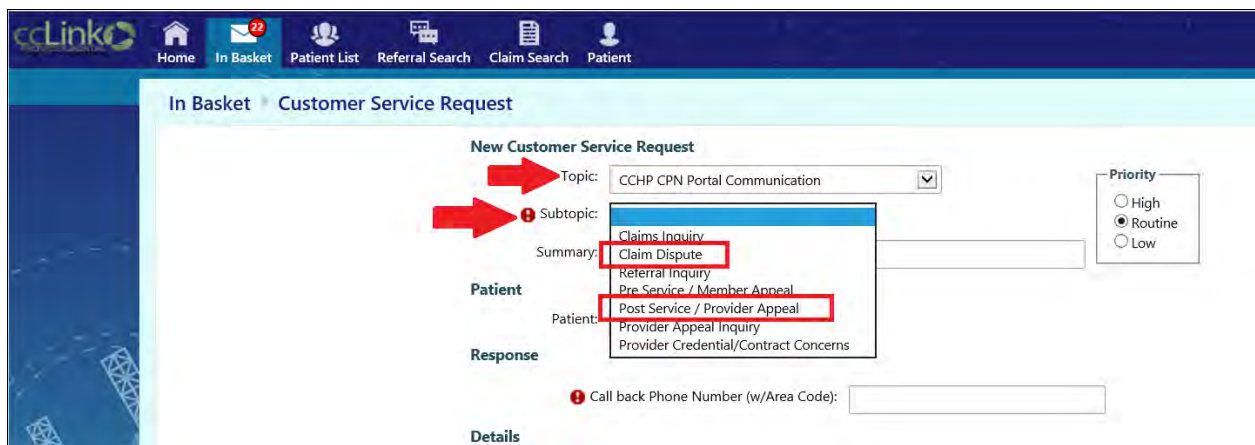 ccLink
22
Home In Basket Patient List Referral Search Claim Search Patient
In Basket Customer Service Request
New Customer Service Request
Topic: CCHP CPN Portal Communication
Priority
High
Routine
Low
Subtopic:
Claims Inquiry
Summary: Claim Dispute
Referral Inquiry
Patient
Pre Service / Member Appeal
Post Service / Provider Appeal
Patient:
Provider Appeal Inquiry
Provider Credential/Contract Concerns
Response
Call back Phone Number (w/Area Code):
Details